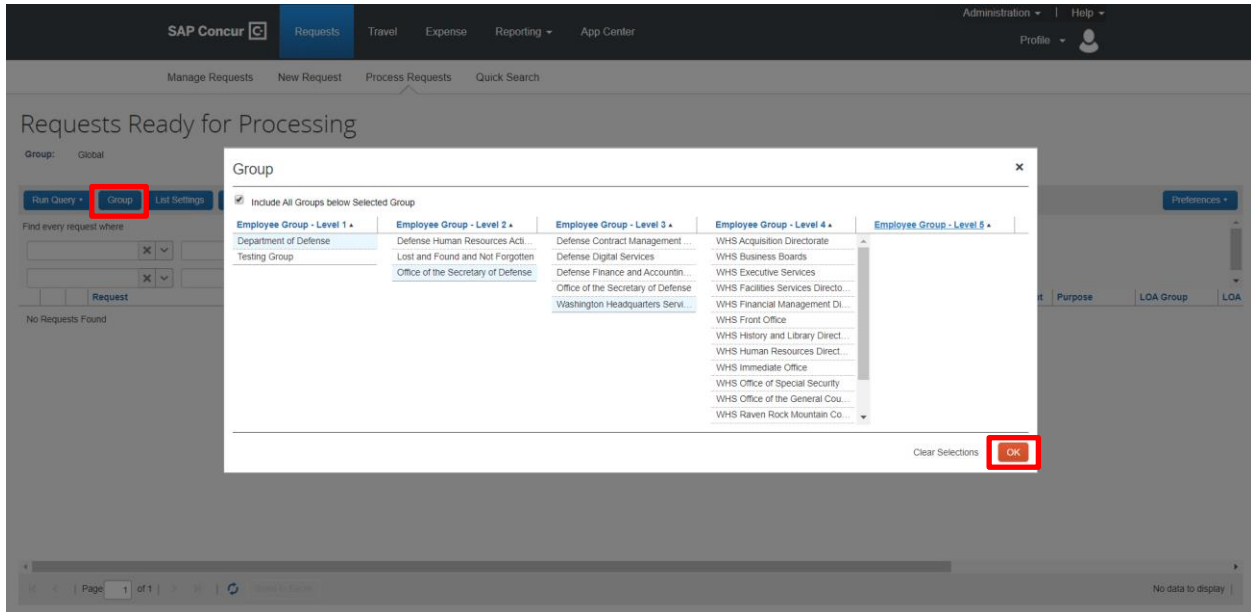 Administration | Help
SAP Concur C Requests Travel Expense Reporting App Center
Profile
Manage Requests New Request Process Requests Quick Search
Requests Ready for Processing
Group: Global
Group
Run Query Group List Settings Preferences
Include All Groups below Selected Group
Find every request where
Employee Group - Level 1 Employee Group - Level 2 Employee Group - Level 3 Employee Group - Level 4 Employee Group - Level 5
Department of Defense Defense Human Resources Acti... Defense Contract Management ... WHS Acquisition Directorate
Testing Group Lost and Found and Not Forgotten Defense Digital Services WHS Business Boards
Office of the Secretary of Defense Defense Finance and Accountin... WHS Executive Services
Office of the Secretary of Defense WHS Facilities Services Directo...
Request Washington Headquarters Servi... WHS Financial Management Di... Purpose LOA Group LOA
No Requests Found WHS Front Office
WHS History and Library Direct...
WHS Human Resources Direct...
WHS Immediate Office
WHS Office of Special Security
WHS Office of the General Cou...
WHS Raven Rock Mountain Co...
Clear Selections OK
Page 1 of 1 No data to display